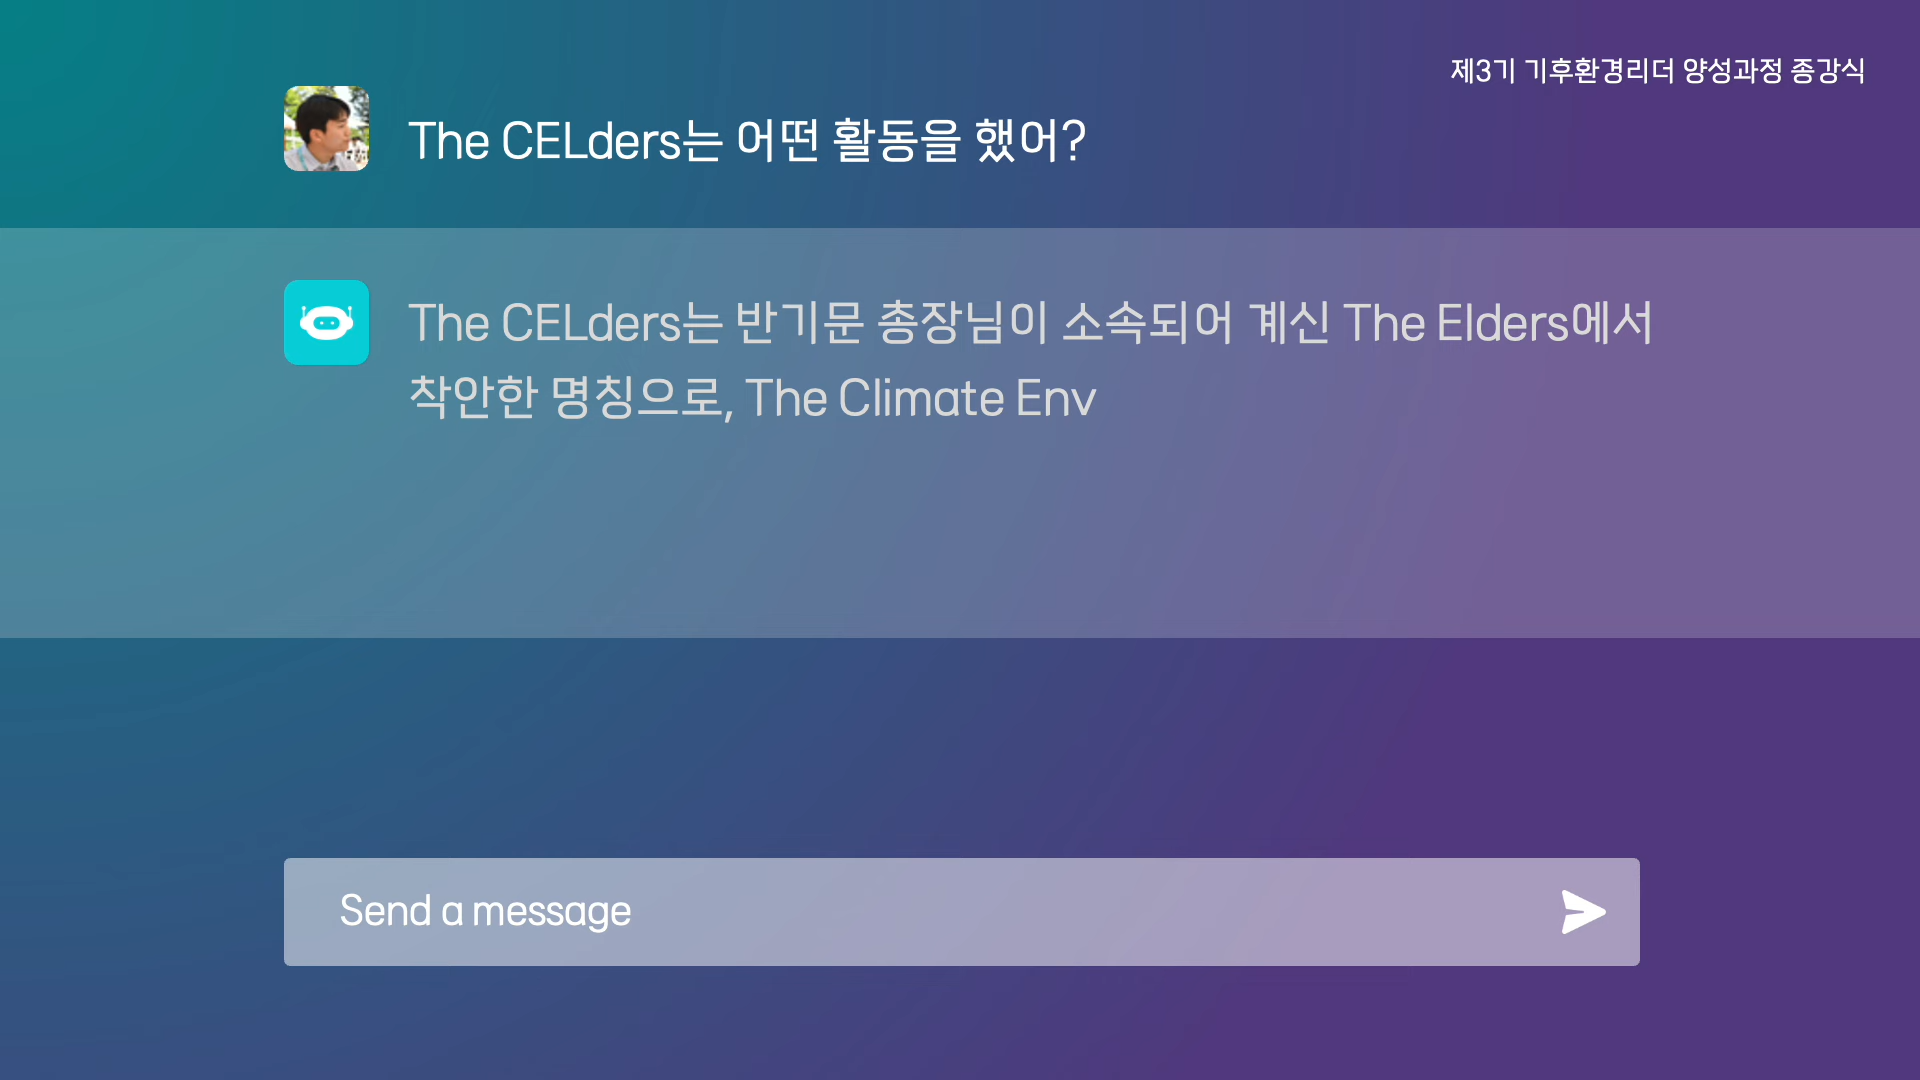 제3기 기후환경리더 양성과정 종강식
The CELders는 어떤 활동을 했어?
The CELders는 반기문 총장님이 소속되어 계신 The Elders에서
착안한 명칭으로, The Climate Env
Send a message